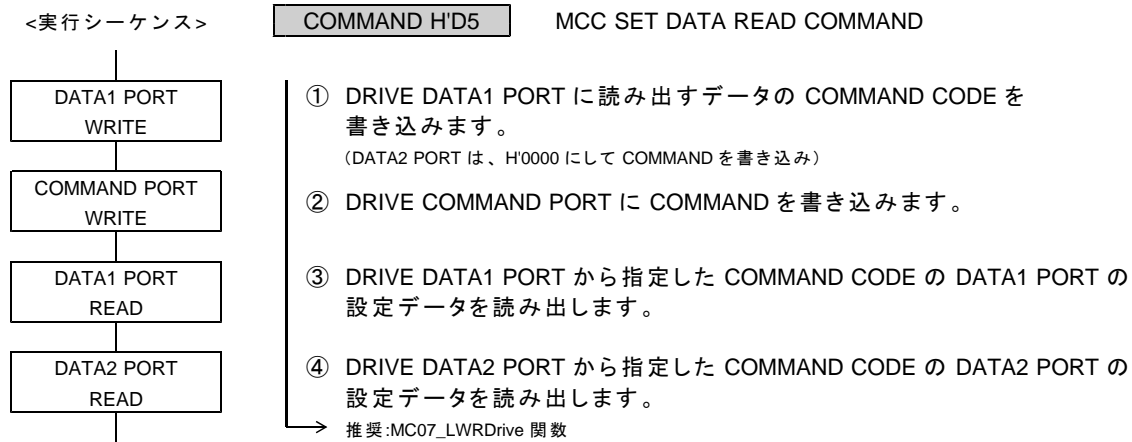 <実行シーケンス>
COMMAND H'D5
MCC SET DATA READ COMMAND
DATA1 PORT
WRITE
COMMAND PORT
WRITE
DATA1 PORT
READ
DATA2 PORT
READ
① DRIVE DATA1 PORT に読み出すデータの COMMAND CODE を
書き込みます。
（DATA2 PORT は、H'0000 にして COMMAND を書き込み）
② DRIVE COMMAND PORT に COMMAND を書き込みます。
③ DRIVE DATA1 PORT から指定した COMMAND CODE の DATA1 PORT の
設定データを読み出します。
④ DRIVE DATA2 PORT から指定した COMMAND CODE の DATA2 PORT の
設定データを読み出します。
推奨:MC07_LWRDrive 関数